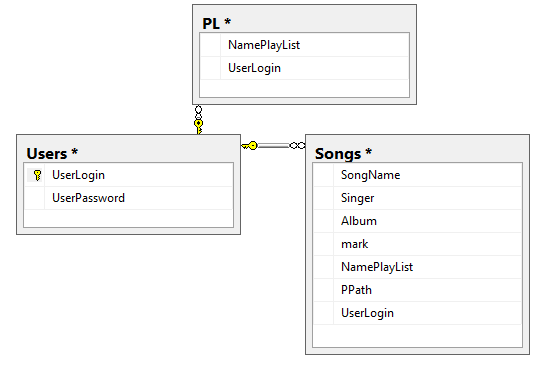 PL *
NamePlayList
UserLogin
Users *
UserLogin
UserPassword
Songs *
SongName
Singer
Album
mark
NamePlayList
PPath
UserLogin